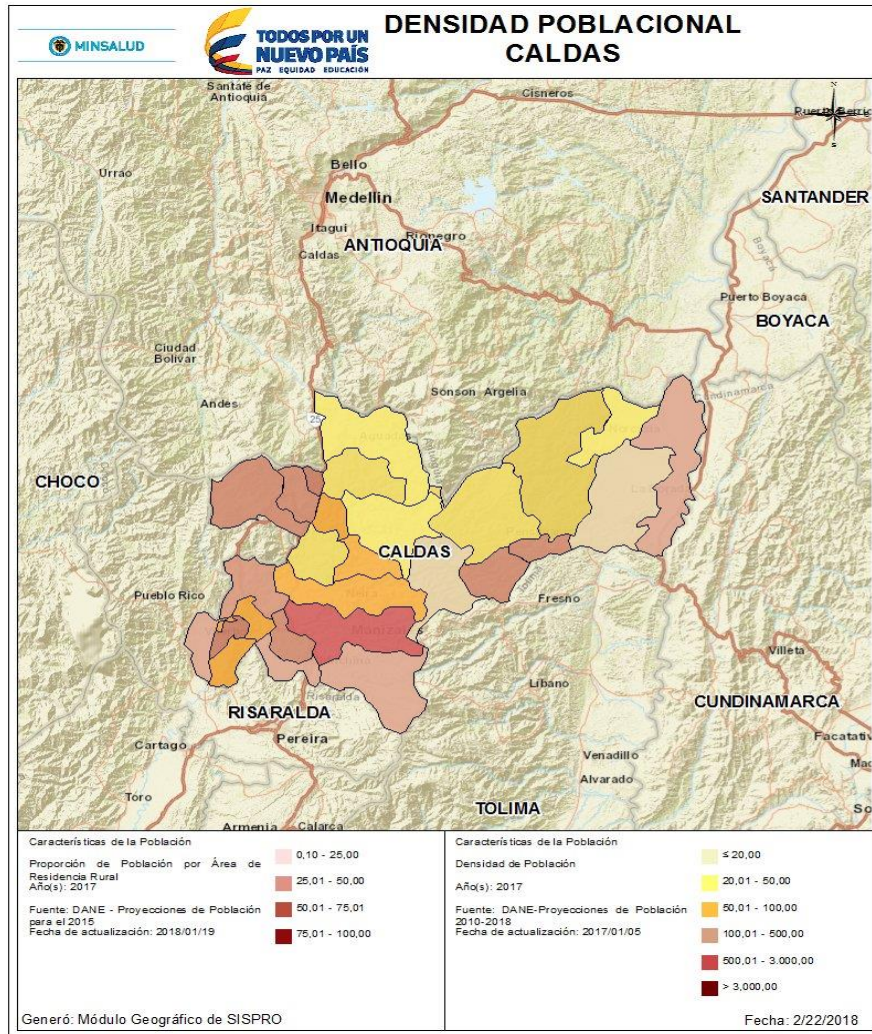 MINSALUD
TODOS POR UN
NUEVO PAÍS
PAZ EQUIDAD EDUCACIÓN
DENSIDAD POBLACIONAL
CALDAS
Santafé de
Antioquia
Cisneros
Urrao
Bello
Medellin
Itagui
Caldas
Rionegro
ANTIOQUIA
SANTANDER
Boyacá
Puerto Boyacá
BOYACA
Ciudad
Bolivar
Andes
Sonson Argelia
Cundinamarca
25
CHOCO
CALDAS
Pueblo Rico
Fresno
Villeta
Líbano
CUNDINAMARCA
RISARALDA
Risaralda
Pereira
Cartago
Venadillo
Alvarado
Toro
TOLIMA
Armenia
Calarca
Características de la Población
Proporción de Población por Área de
Residencia Rural
Año(s): 2017
Fuente: DANE - Proyecciones de Población
para el 2015
Fecha de actualización: 2018/01/19
0,10 - 25,00
25,01 - 50,00
50,01 - 75,01
75,01 - 100,00
Características de la Población
Densidad de Población
Año(s): 2017
Fuente: DANE-Proyecciones de Población
2010-2018
Fecha de actualización: 2017/01/05
≤ 20,00
20,01 - 50,00
50,01 - 100,00
100,01 - 500,00
500,01 - 3.000,00
> 3.000,00
Generó: Módulo Geográfico de SISPRO
Fecha: 2/22/2018